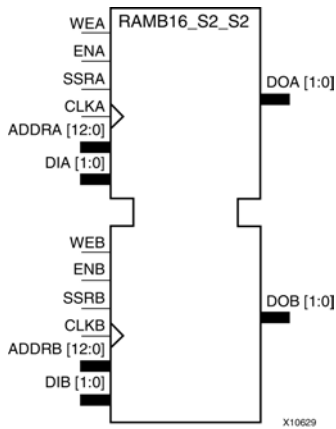 RAMB16_S2_S2
WEA
ENA
SSRA
CLKA
ADDRA [12:0]
DIA [1:0]
DOA [1:0]
WEB
ENB
SSRB
CLKB
ADDRB [12:0]
DIB [1:0]
DOB [1:0]
X10629